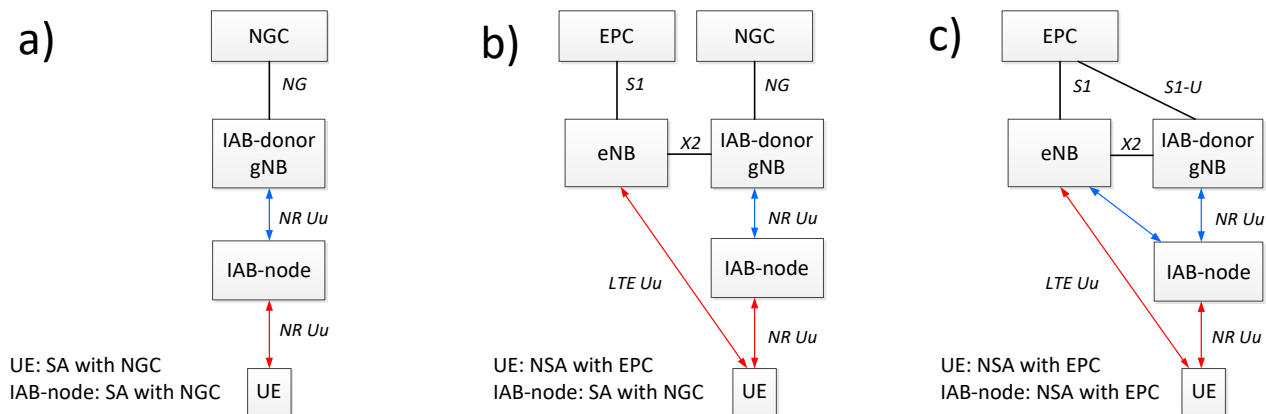 a)
NGC
NG
IAB-donor
gNB
NR Uu
IAB-node
NR Uu
UE
UE: SA with NGC
IAB-node: SA with NGC
b)
EPC
NGC
S1
NG
eNB
X2
IAB-donor
gNB
NR Uu
IAB-node
LTE Uu
NR Uu
UE
UE: NSA with EPC
IAB-node: SA with NGC
c)
EPC
S1
S1-U
eNB
X2
IAB-donor
gNB
NR Uu
IAB-node
LTE Uu
NR Uu
UE
UE: NSA with EPC
IAB-node: NSA with EPC